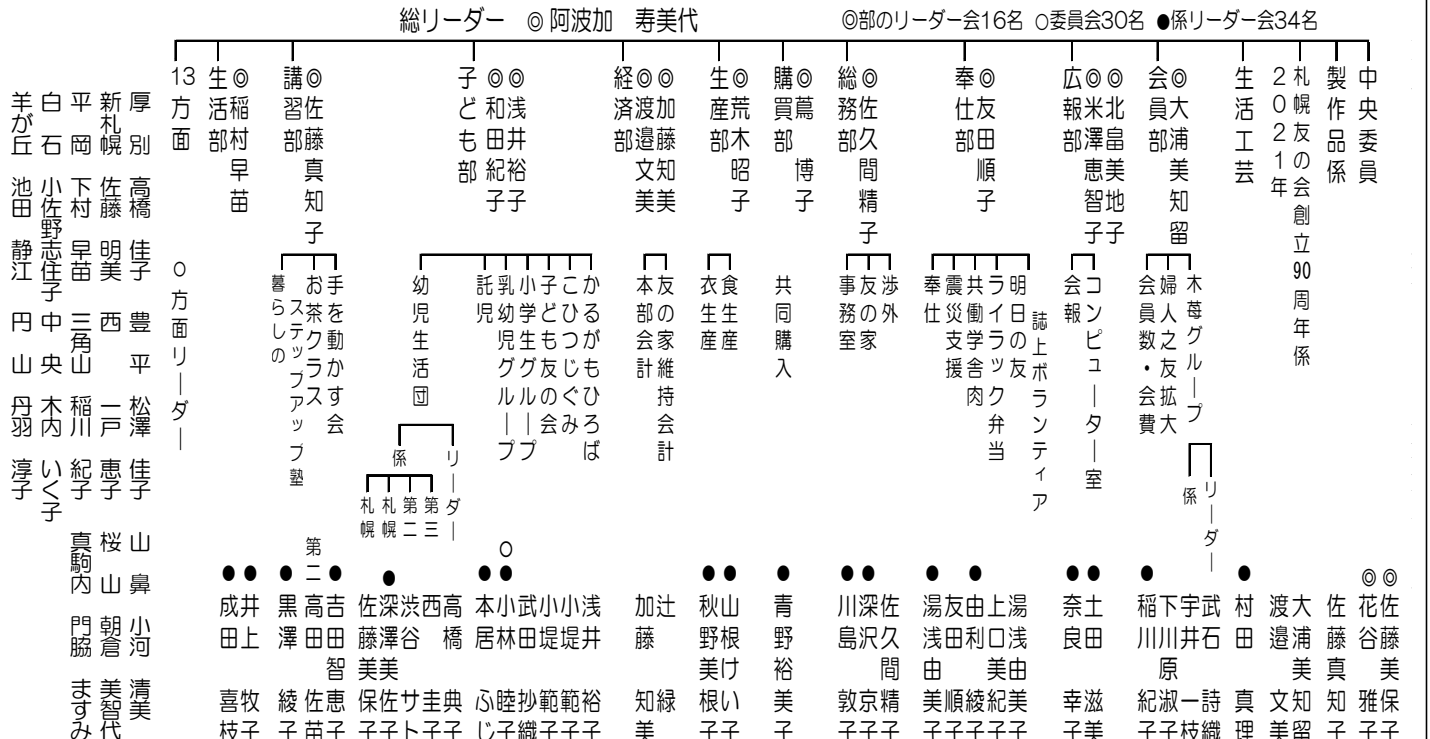 総リーダー ◎阿波加 寿美代
◎部のリーダー会16名 ○委員会30名 ●係リーダー会34名
中央委員
◎佐藤美保子
◎花谷 雅子
製作品係
佐藤真知子
札幌友の会創立90周年係
2021年
大浦美知留
渡邉 文美
生活工芸
●村田 真理
◎大浦美知留
会員部
木苺グループ
リーダー
係
婦人之友拡大
会員数・会費
武石 詩織
宇井 一枝
下川原淑子
●稲川 紀子
◎北畠美地子
◎米澤恵智子
広報部
コンピューター室
会報
●土田 滋美
●奈良 幸子
◎友田順子
奉仕部
誌上ボランティア
明日の友
ライラック弁当
共働学舎肉
震災支援
奉仕
湯浅由美子
上口美紀子
●由利 綾子
友田 順子
●湯浅由美子
◎佐久間精子
総務部
渉外
友の家
事務室
佐久間精子
●深沢 京子
●川島 敦子
◎蔦 博子
購買部
共同購入
●青野裕美子
◎荒木昭子
生産部
食生産
衣生産
●山根けい子
●秋野美根子
◎加藤知美
◎渡邉文美
経済部
友の家維持会計
本部会計
辻 緑
加藤 知美
◎浅井裕子
◎和田紀子
子ども部
かるがもひろば
こひつじぐみ
子ども友の会
小学生グループ
乳幼児グループ
託児
幼児生活団
リーダー
係
第三
第二
札幌
札幌
浅井 裕子
小堤 範子
小堤 範子
武田 抄織
○●小林 睦子
●本居 ふじ
高橋 典子
西 圭子
渋谷 サト
●深澤美佐子
佐藤美保子
◎佐藤真知子
講習部
手を動かす会
お茶クラス
ステップアップ塾
暮らしの
●吉田智恵子
第二 高田 佐苗
●黒澤 綾子
◎稲村早苗
生活部
●井上 牧子
●成田 喜枝
13方面
○方面リーダー
厚別 高橋 佳子 豊平 松澤 佳子 山鼻 小河 清美
新札幌 佐藤 明美 西 一戸 恵子 桜山 朝倉 美智代
平岡 下村 早苗 三角山 稲川 紀子 真駒内 門脇 ますみ
白石 小佐野志住子 中央 木内 いく子
羊が丘 池田 静江 円山 丹羽 淳子